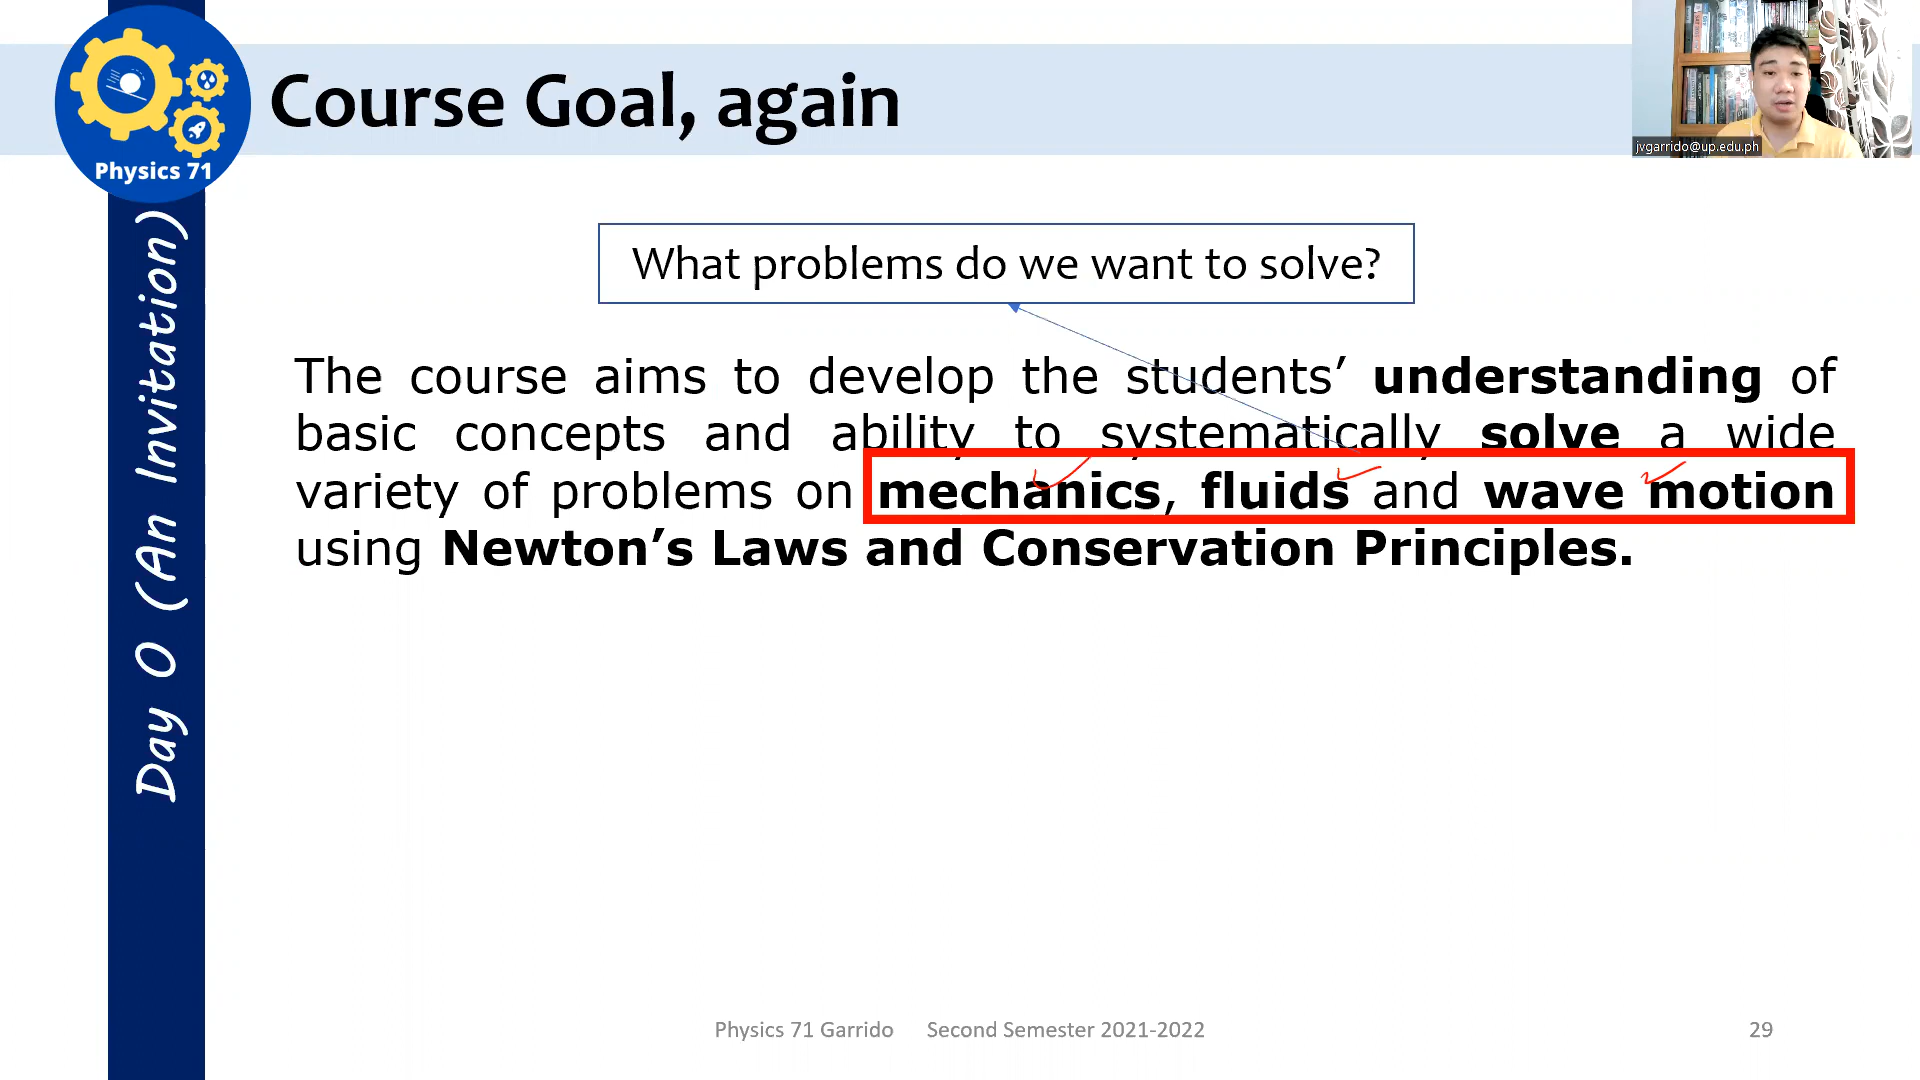 Course Goal, again
jvgarrido@up.edu.ph
Physics 71
Day 0 (An Invitation)
What problems do we want to solve?
The course aims to develop the students’ understanding of
basic concepts and ability to systematically solve a wide
variety of problems on mechanics, fluids and wave motion
using Newton’s Laws and Conservation Principles.
Physics 71 Garrido Second Semester 2021-2022
29